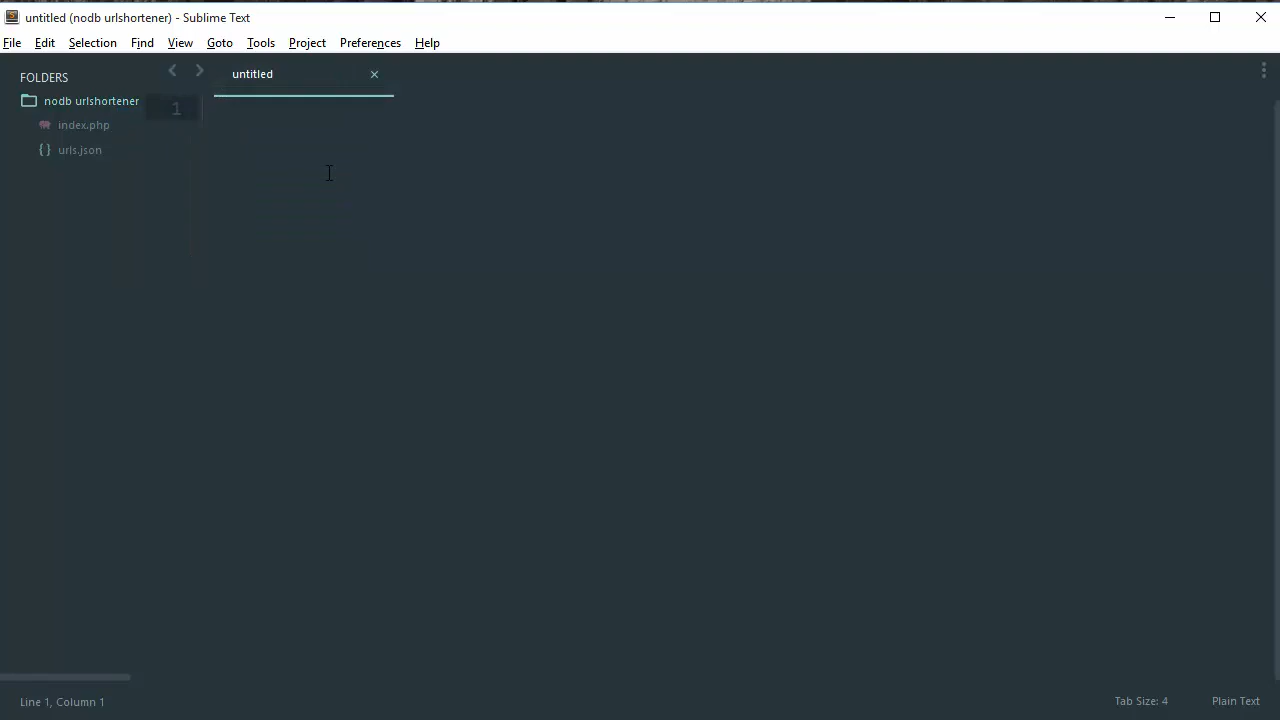 untitled (nodb urlshortener) - Sublime Text
File Edit Selection Find View Goto Tools Project Preferences Help
FOLDERS
untitled
nodb urlshortener
1
index.php
{ } urls.json
Line 1, Column 1
Tab Size: 4
Plain Text